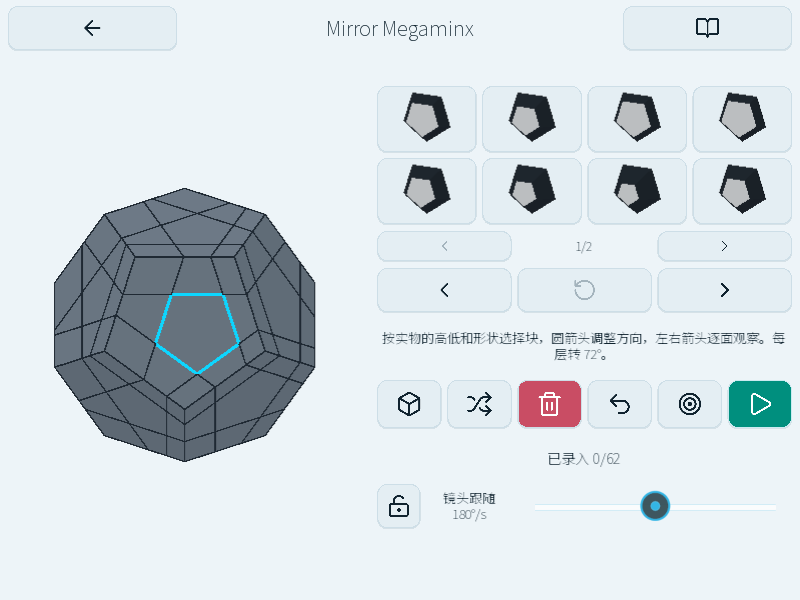 Mirror Megaminx
1/2
按实物的高低和形状选择块，圆箭头调整方向，左右箭头逐面观察。每
层转 72°。
已录入 0/62
镜头跟随
180°/s